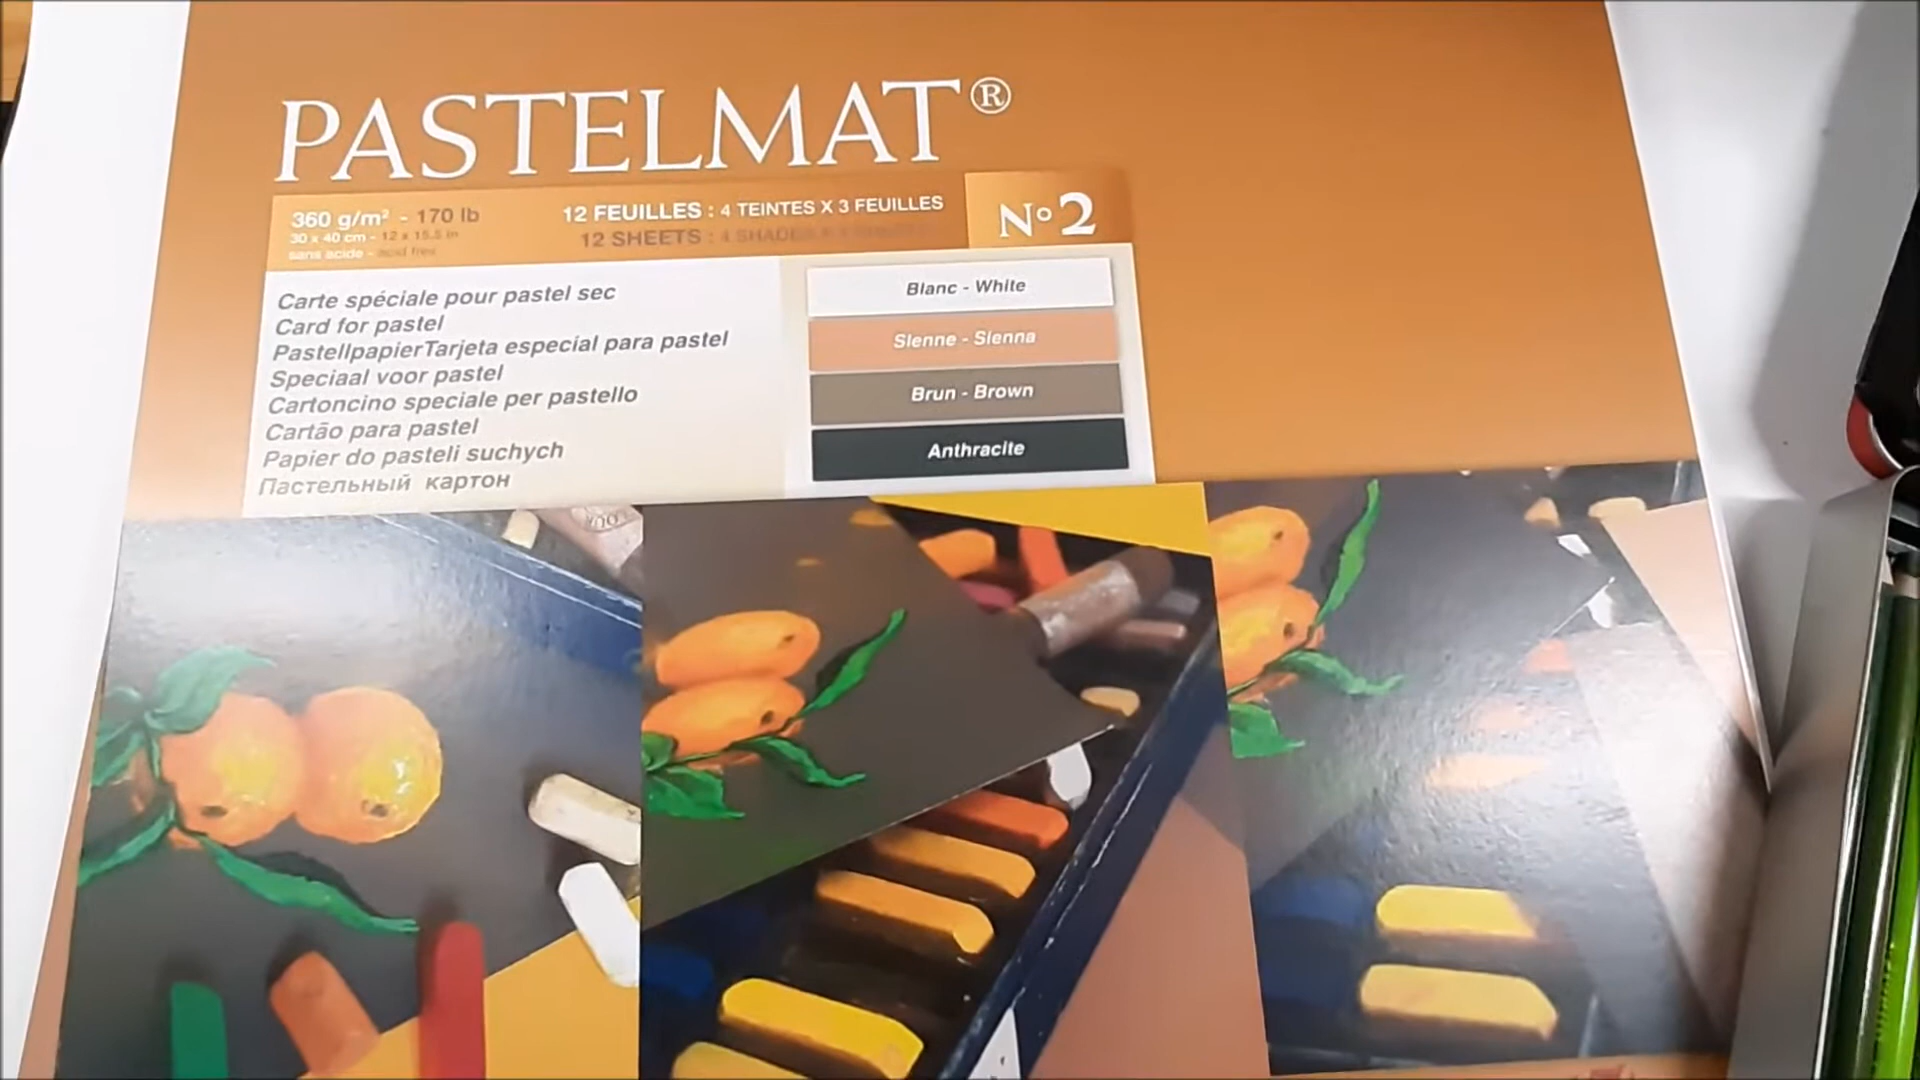 PASTELMAT®
360 g/m² - 170 lb
30 x 40 cm - 12 x 15.5 in
sans acide - acid free
12 FEUILLES : 4 TEINTES X 3 FEUILLES
12 SHEETS : 4 SHADES
N°2
Carte spéciale pour pastel sec
Card for pastel
PastellpapierTarjeta especial para pastel
Speciaal voor pastel
Cartoncino speciale per pastello
Cartão para pastel
Papier do pasteli suchych
Пастельный картон
Blanc - White
Sienne - Sienna
Brun - Brown
Anthracite